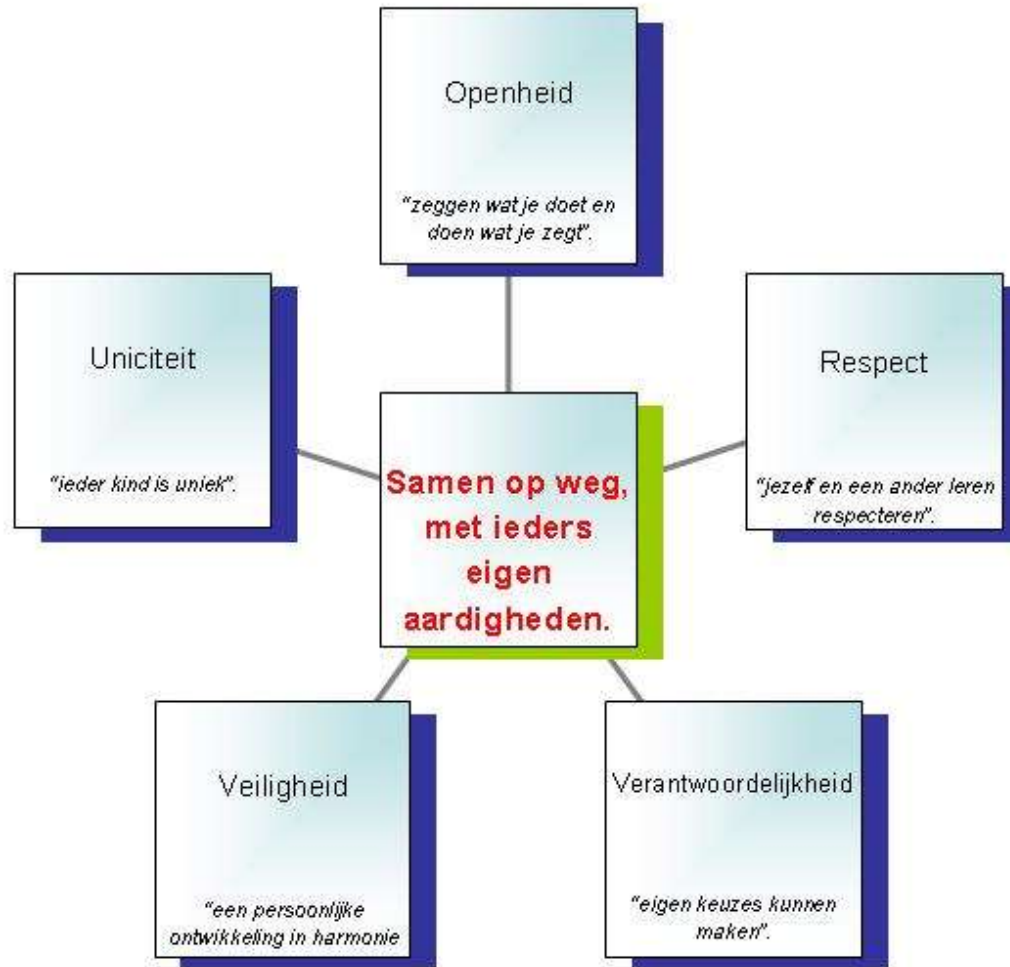 Openheid
"zeggen wat je doet en
doen wat je zegt".
Uniciteit
"ieder kind is uniek".
Respect
"jezelf en een ander leren
respecteren".
Samen op weg,
met ieders
eigen
aardigheden.
Veiligheid
"een persoonlijke
ontwikkeling in harmonie
Verantwoordelijkheid
"eigen keuzes kunnen
maken".